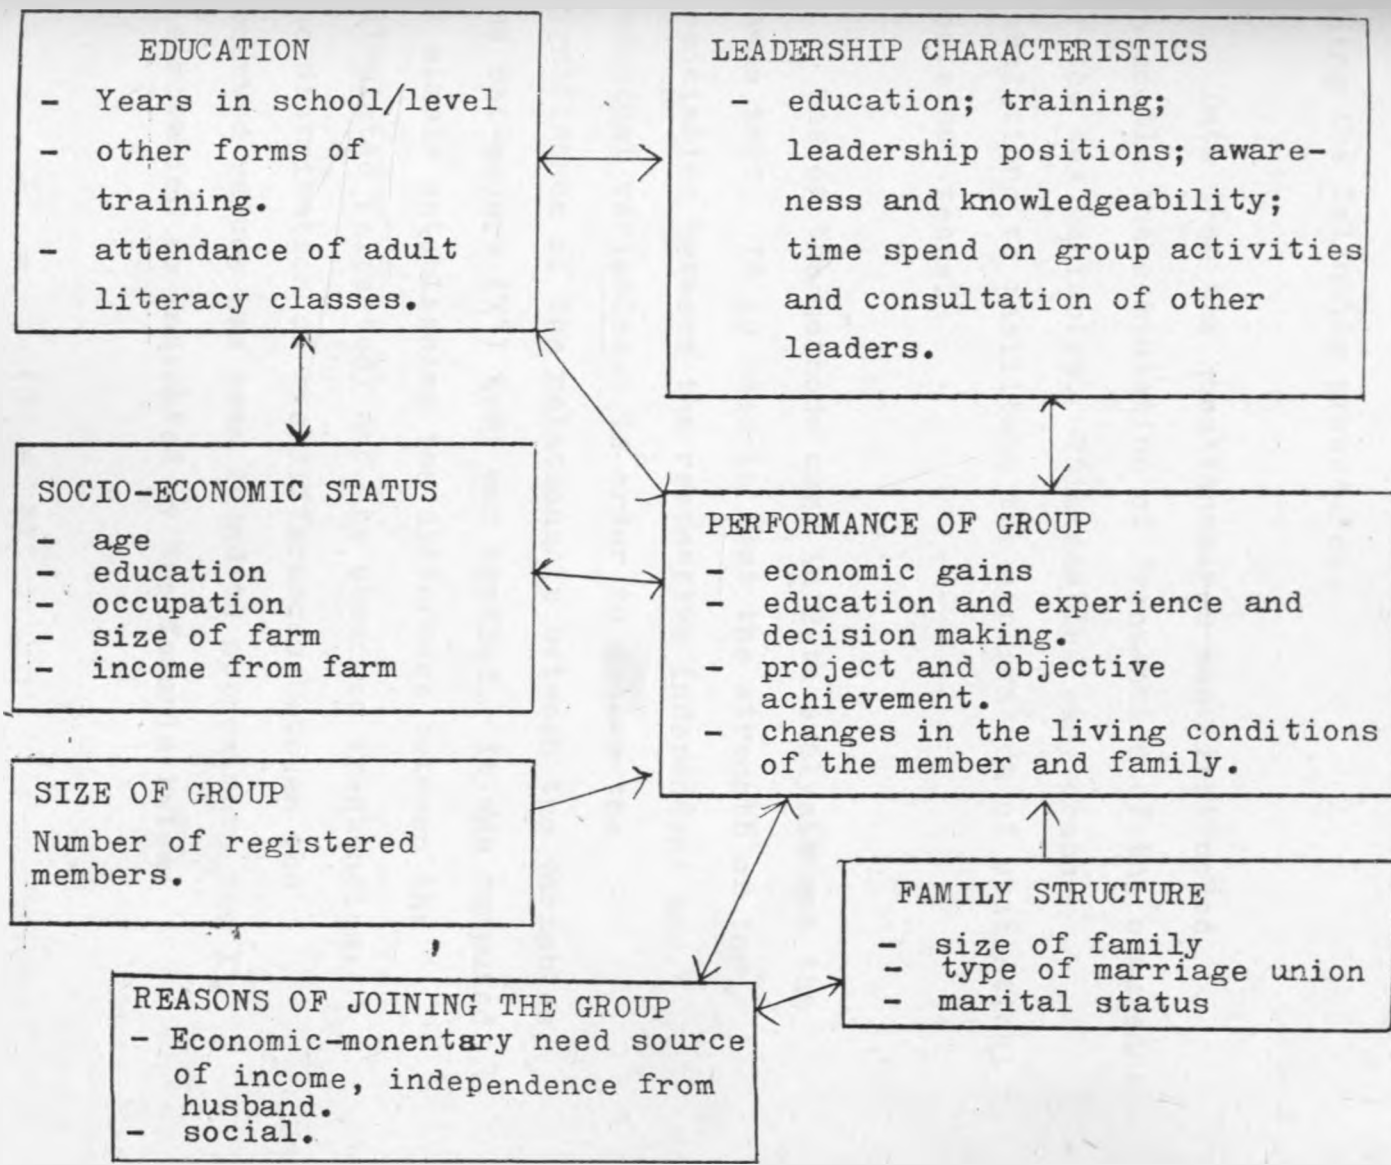 EDUCATION
- Years in school/level
- other forms of
training.
- attendance of adult
literacy classes.
LEADERSHIP CHARACTERISTICS
- education; training;
leadership positions; aware-
ness and knowledgeability;
time spend on group activities
and consultation of other
leaders.
SOCIO-ECONOMIC STATUS
- age
- education
- occupation
- size of farm
- income from farm
PERFORMANCE OF GROUP
- economic gains
- education and experience and
decision making.
- project and objective
achievement.
- changes in the living conditions
of the member and family.
SIZE OF GROUP
Number of registered
members.
FAMILY STRUCTURE
- size of family
- type of marriage union
- marital status
REASONS OF JOINING THE GROUP
- Economic-monentary need source
of income, independence from
husband.
- social.